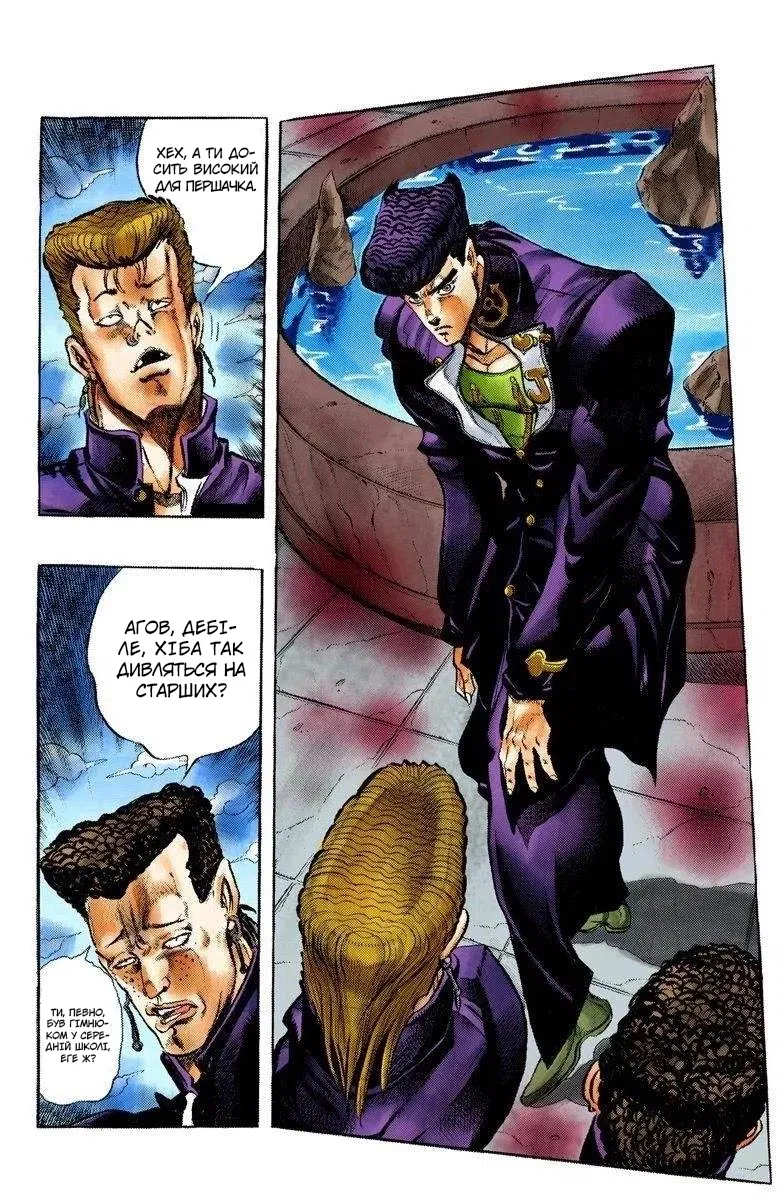 ХЕХ, А ТИ ДО-
СИТЬ ВИСОКИЙ
ДЛЯ ПЕРШАЧКА.
АГОВ, ДЕБІ-
ЛЕ, ХІБА ТАК
ДИВЛЯТЬСЯ НА
СТАРШИХ?
ТИ, ПЕВНО,
БУВ ГІМНЮ-
КОМ У СЕРЕ-
ДНІЙ ШКОЛІ,
ЕГЕ Ж?